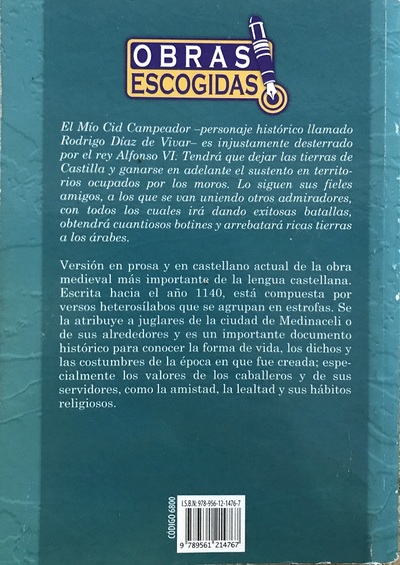 OBRAS
ESCOGIDAS
El Mio Cid Campeador –personaje histórico llamado
Rodrigo Díaz de Vivar– es injustamente desterrado
por el rey Alfonso VI. Tendrá que dejar las tierras de
Castilla y ganarse en adelante el sustento en territo-
rios ocupados por los moros. Lo siguen sus fieles
amigos, a los que se van uniendo otros admiradores,
con todos los cuales irá dando exitosas batallas,
obtendrá cuantiosos botines y arrebatará ricas tierras
a los árabes.
Versión en prosa y en castellano actual de la obra
medieval más importante de la lengua castellana.
Escrita hacia el año 1140, está compuesta por
versos heterosílabos que se agrupan en estrofas. Se
la atribuye a juglares de la ciudad de Medinaceli o
de sus alrededores y es un importante documento
histórico para conocer la forma de vida, los dichos y
las costumbres de la época en que fue creada; espe-
cialmente los valores de los caballeros y de sus
servidores, como la amistad, la lealtad y sus hábitos
religiosos.
CÓDIGO 6800
I.S.B.N: 978-956-12-1476-7
9 789561 214767